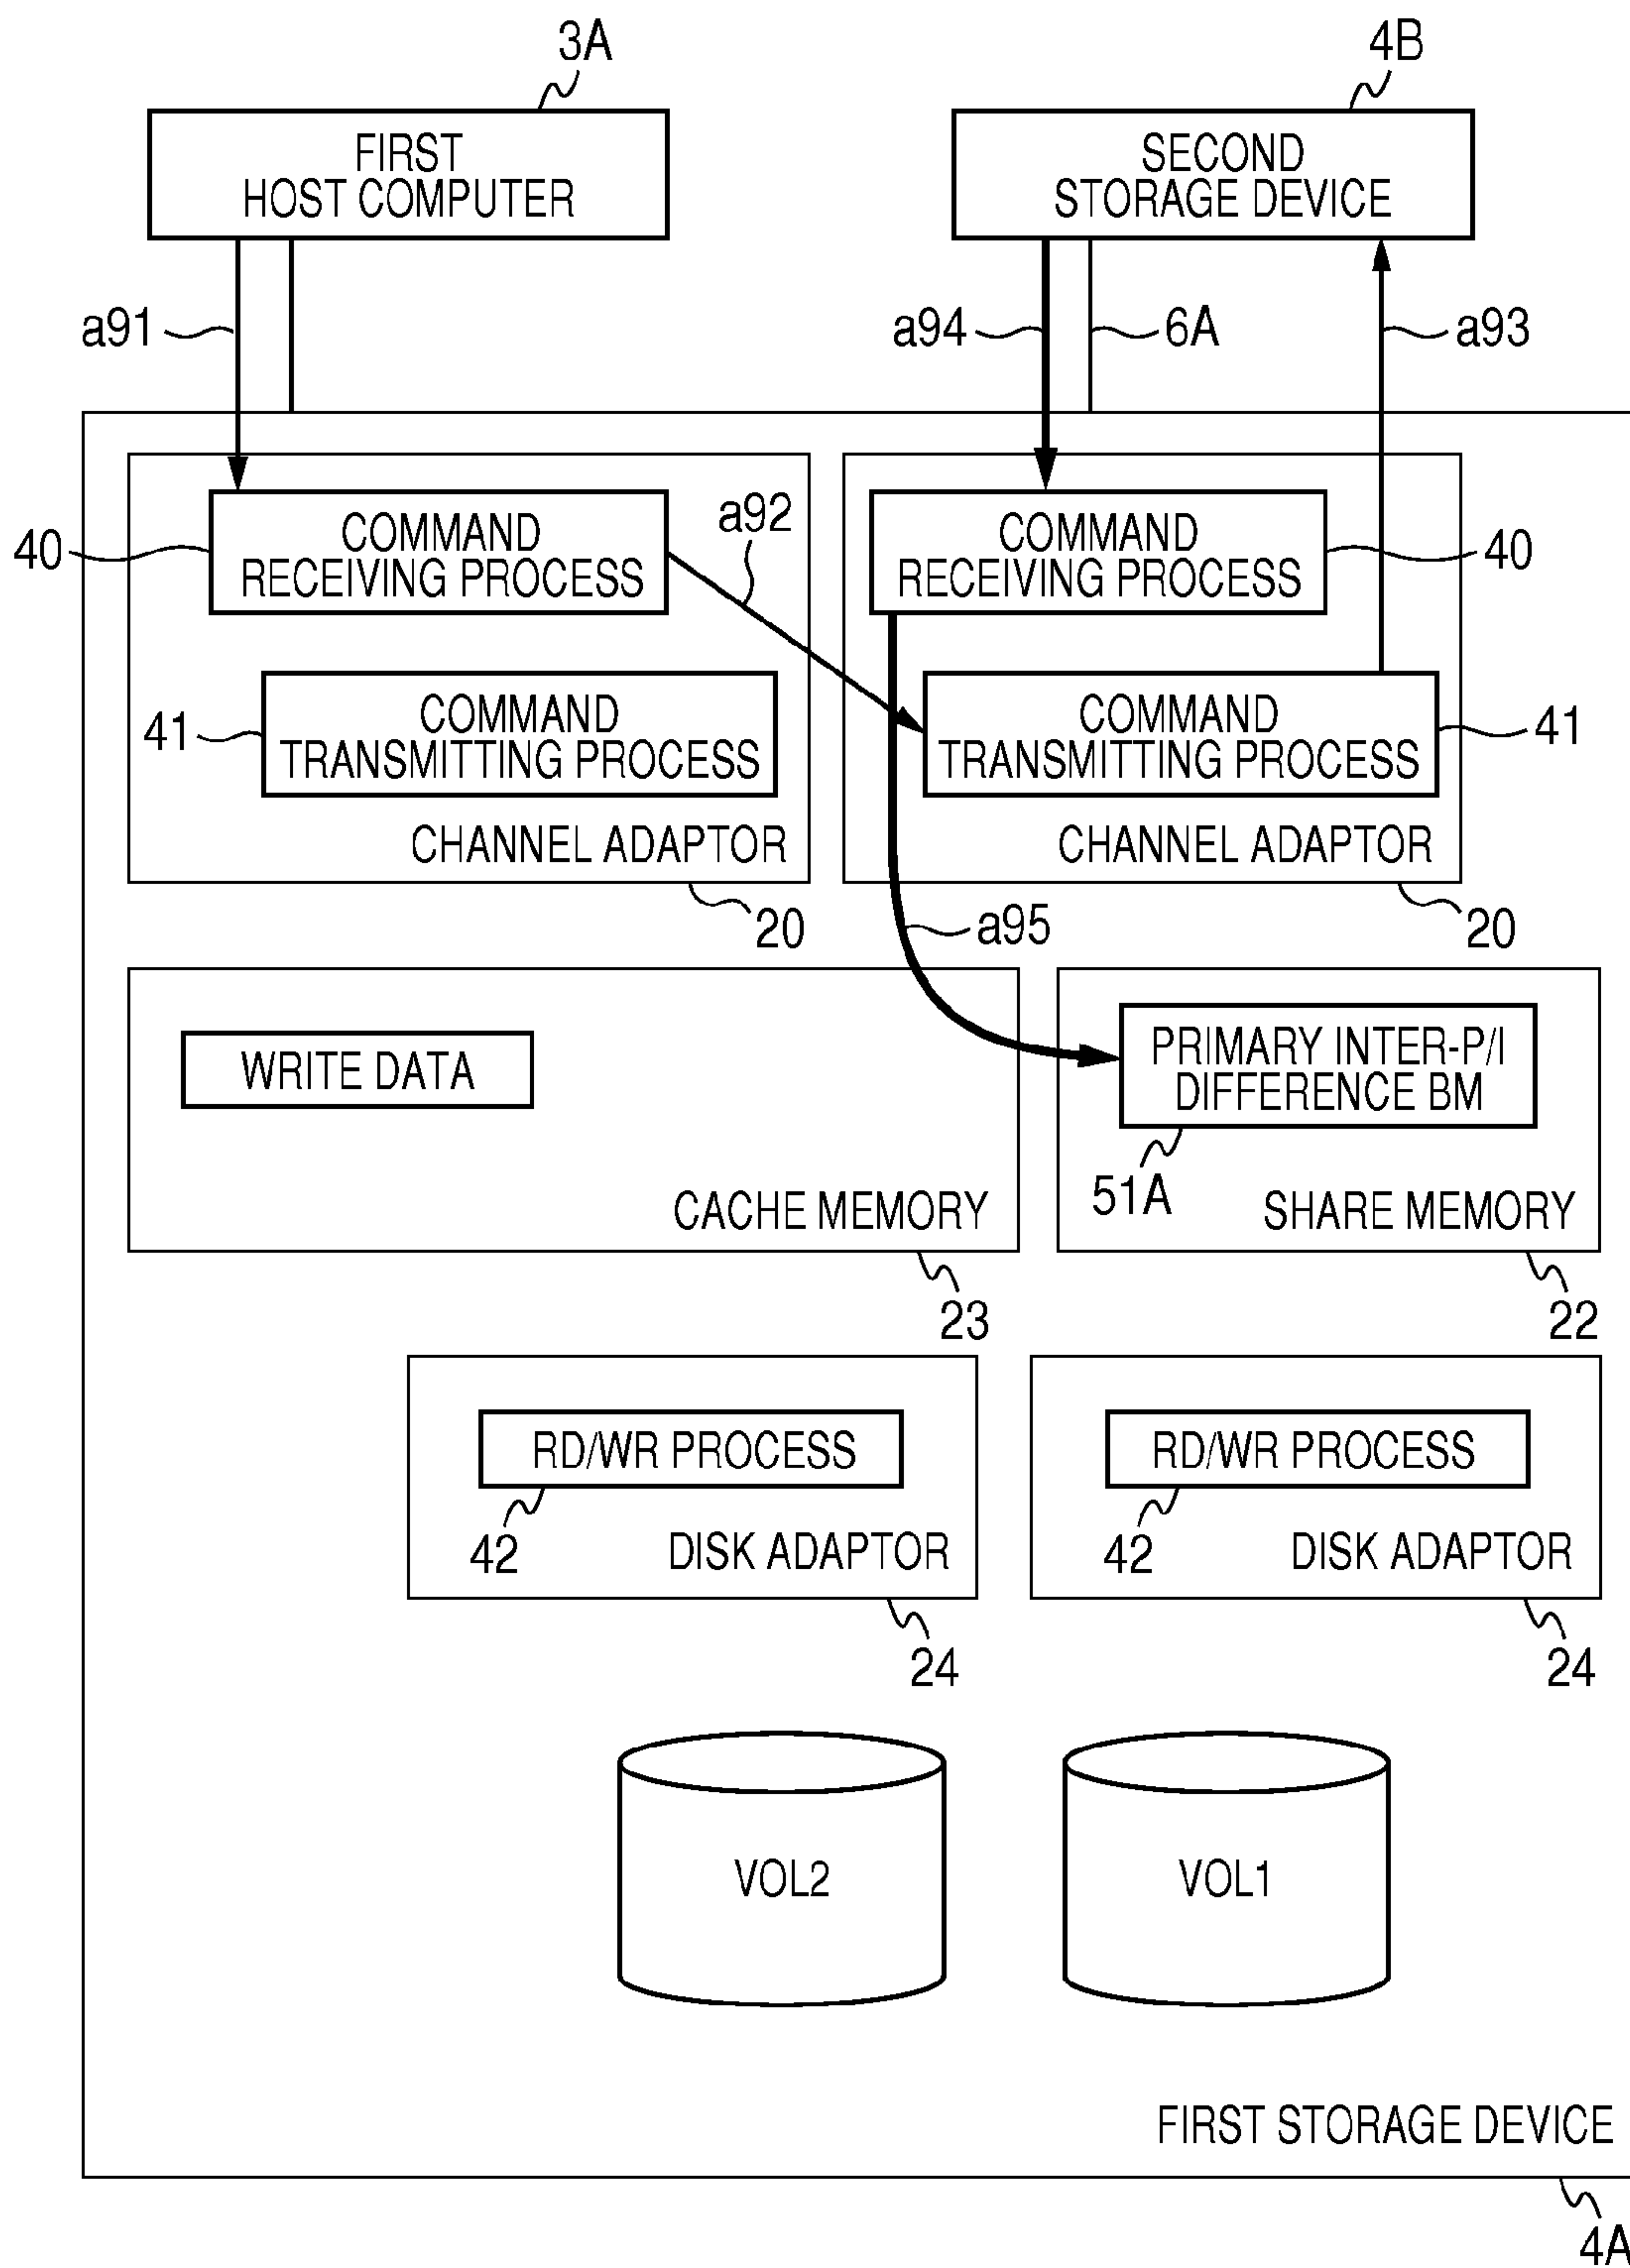 3A
4B
FIRST
HOST COMPUTER
SECOND
STORAGE DEVICE
a91
a94
6A
a93
40
COMMAND
RECEIVING PROCESS
a92
COMMAND
RECEIVING PROCESS
40
41
COMMAND
TRANSMITTING PROCESS
COMMAND
TRANSMITTING PROCESS
41
CHANNEL ADAPTOR
CHANNEL ADAPTOR
20
a95
20
WRITE DATA
PRIMARY INTER-P/I
DIFFERENCE BM
51A
CACHE MEMORY
SHARE MEMORY
23
22
RD/WR PROCESS
RD/WR PROCESS
42
DISK ADAPTOR
42
DISK ADAPTOR
24
24
VOL2
VOL1
FIRST STORAGE DEVICE
4A